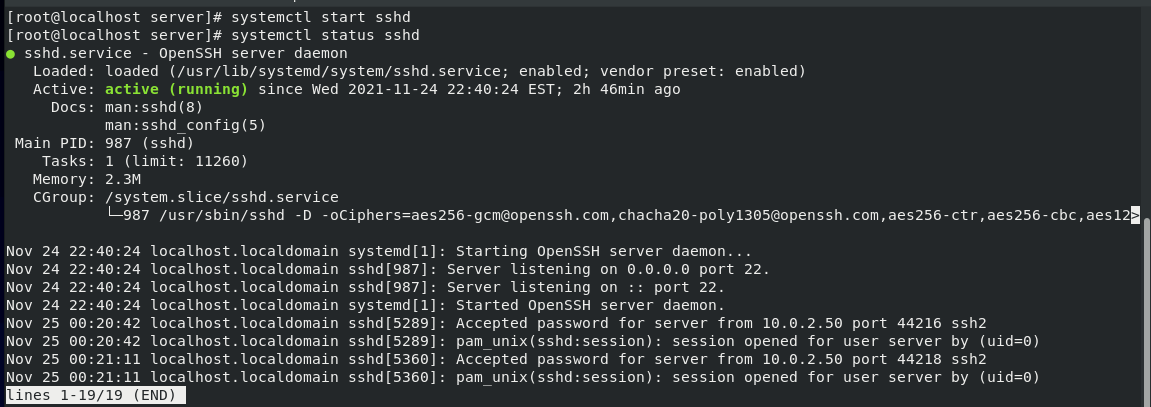 [root@localhost server]# systemctl start sshd
[root@localhost server]# systemctl status sshd
● sshd.service - OpenSSH server daemon
   Loaded: loaded (/usr/lib/systemd/system/sshd.service; enabled; vendor preset: enabled)
   Active: active (running) since Wed 2021-11-24 22:40:24 EST; 2h 46min ago
     Docs: man:sshd(8)
           man:sshd_config(5)
 Main PID: 987 (sshd)
    Tasks: 1 (limit: 11260)
   Memory: 2.3M
   CGroup: /system.slice/sshd.service
           └─987 /usr/sbin/sshd -D -oCiphers=aes256-gcm@openssh.com,chacha20-poly1305@openssh.com,aes256-ctr,aes256-cbc,aes12>

Nov 24 22:40:24 localhost.localdomain systemd[1]: Starting OpenSSH server daemon...
Nov 24 22:40:24 localhost.localdomain sshd[987]: Server listening on 0.0.0.0 port 22.
Nov 24 22:40:24 localhost.localdomain sshd[987]: Server listening on :: port 22.
Nov 24 22:40:24 localhost.localdomain systemd[1]: Started OpenSSH server daemon.
Nov 25 00:20:42 localhost.localdomain sshd[5289]: Accepted password for server from 10.0.2.50 port 44216 ssh2
Nov 25 00:20:42 localhost.localdomain sshd[5289]: pam_unix(sshd:session): session opened for user server by (uid=0)
Nov 25 00:21:11 localhost.localdomain sshd[5360]: Accepted password for server from 10.0.2.50 port 44218 ssh2
Nov 25 00:21:11 localhost.localdomain sshd[5360]: pam_unix(sshd:session): session opened for user server by (uid=0)
lines 1-19/19 (END)